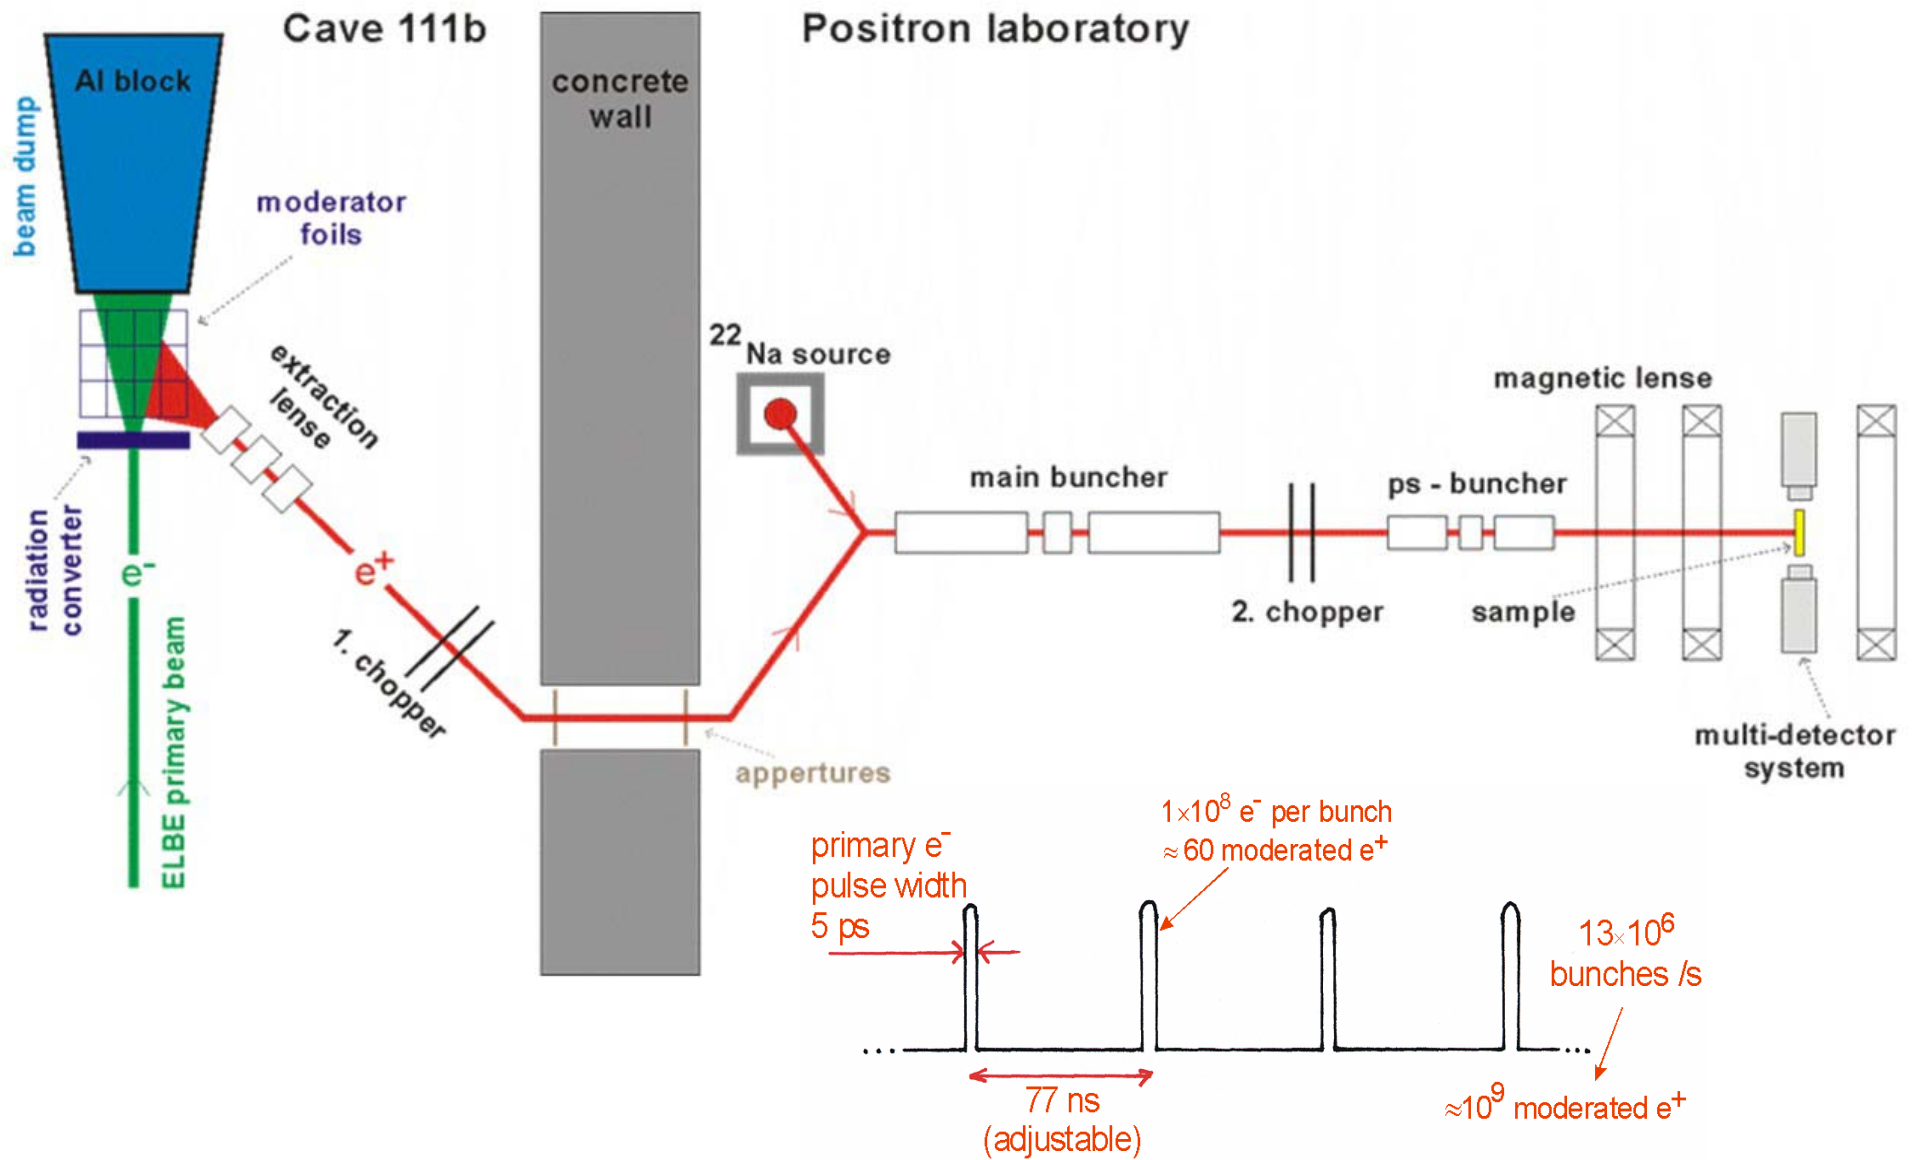 Cave 111b
Positron laboratory
Al block
beam dump
concrete
wall
moderator
foils
extraction
lense
22
Na source
radiation
converter
e-
ELBE primary beam
e+
1. chopper
appertures
main buncher
2. chopper
ps - buncher
magnetic lense
sample
multi-detector
system
primary e⁻
pulse width
5 ps
1×10⁸ e⁻ per bunch
≈ 60 moderated e⁺
13×10⁶
bunches /s
≈10⁹ moderated e⁺
...
...
77 ns
(adjustable)